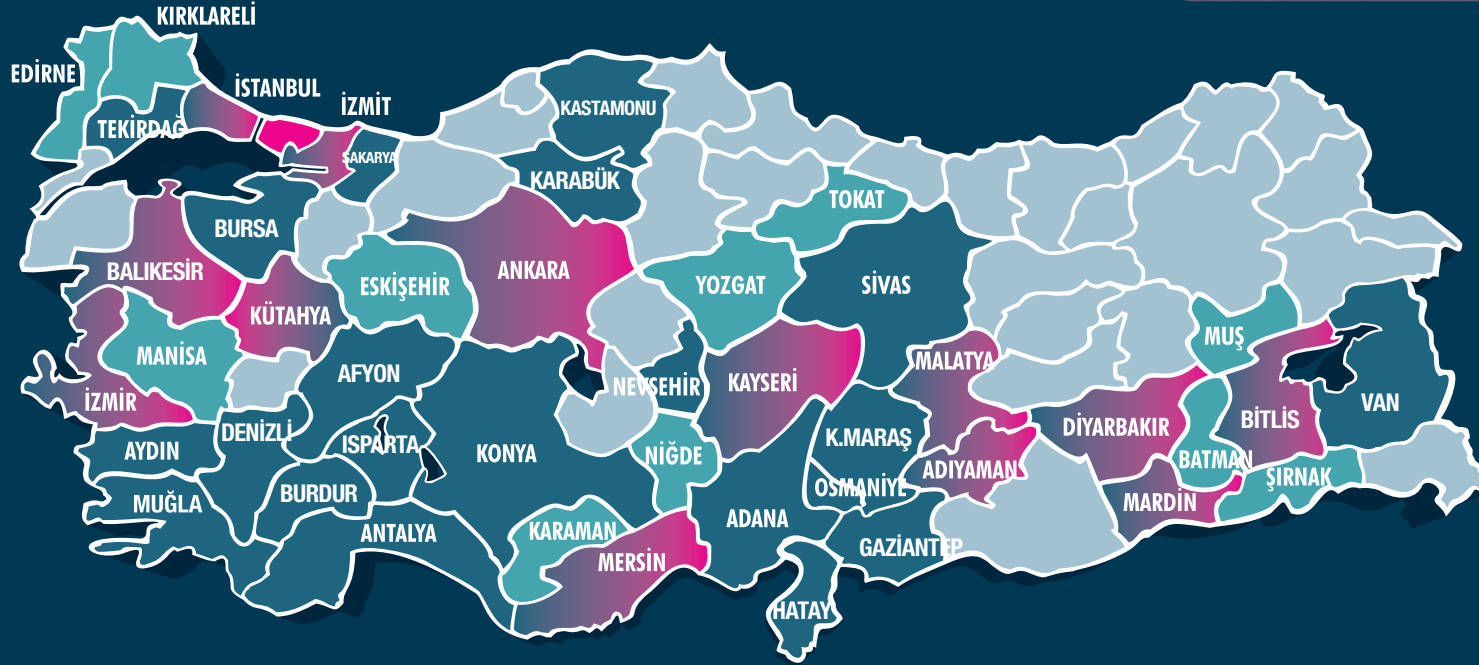 KIRKLARELİ
EDİRNE
İSTANBUL
İZMİT
TEKİRDAĞ
SAKARYA
KASTAMONU
KARABÜK
TOKAT
BURSA
BALIKESİR
KÜTAHYA
ESKİŞEHİR
ANKARA
YOZGAT
SİVAS
MANİSA
MUŞ
MALATYA
AFYON
NEVŞEHİR
KAYSERİ
İZMİR
VAN
DİYARBAKIR
BİTLİS
DENİZLİ
ISPARTA
K.MARAŞ
AYDIN
KONYA
NİĞDE
BATMAN
ADIYAMAN
ŞIRNAK
OSMANİYE
BURDUR
MUĞLA
MARDİN
ADANA
ANTALYA
KARAMAN
GAZİANTEP
MERSİN
HATAY